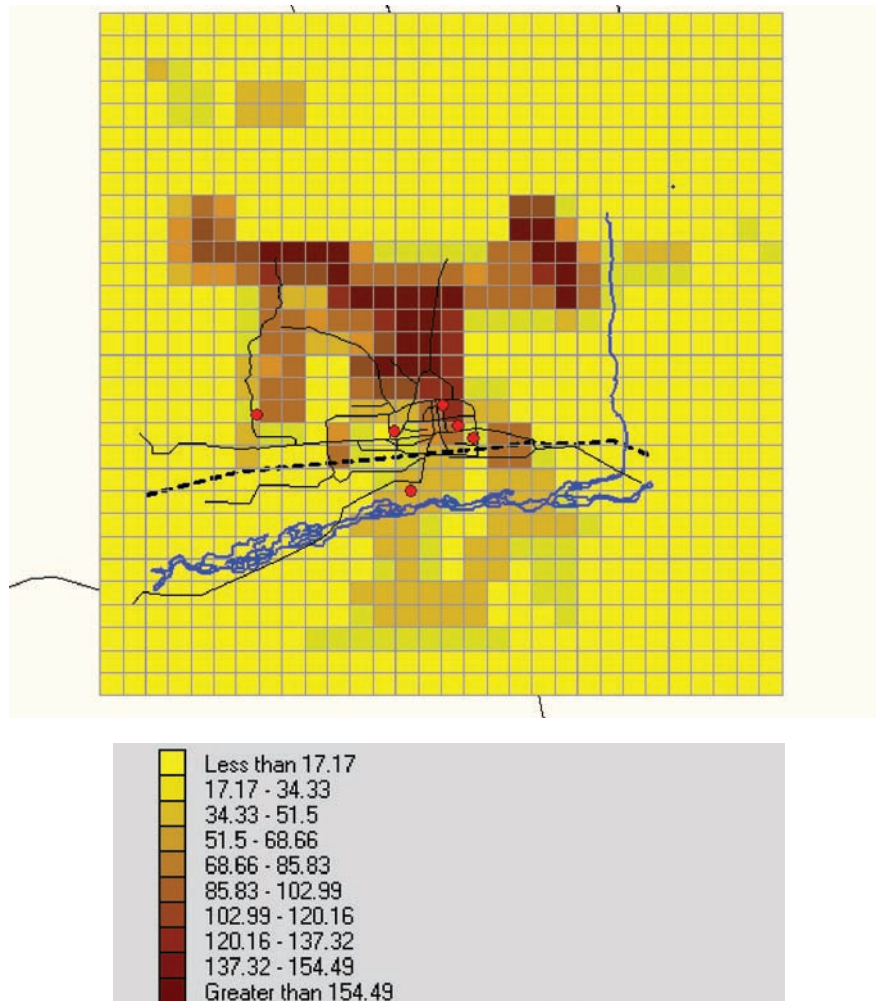 Less than 17.17
17.17 - 34.33
34.33 - 51.5
51.5 - 68.66
68.66 - 85.83
85.83 - 102.99
102.99 - 120.16
120.16 - 137.32
137.32 - 154.49
Greater than 154.49